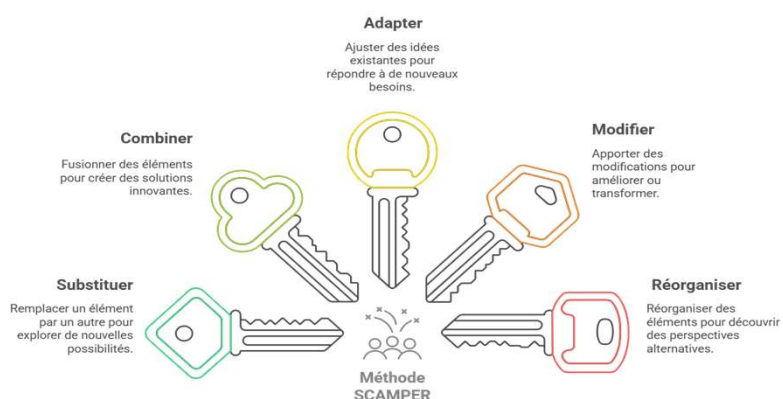 Adapter
Ajuster des idées
existantes pour
répondre à de nouveaux
besoins.
Combiner
Fusionner des éléments
pour créer des solutions
innovantes.
Modifier
Apporter des
modifications pour
améliorer ou
transformer.
Substituer
Remplacer un élément
par un autre pour
explorer de nouvelles
possibilités.
Réorganiser
Réorganiser des
éléments pour découvrir
des perspectives
alternatives.
Méthode
SCAMPER